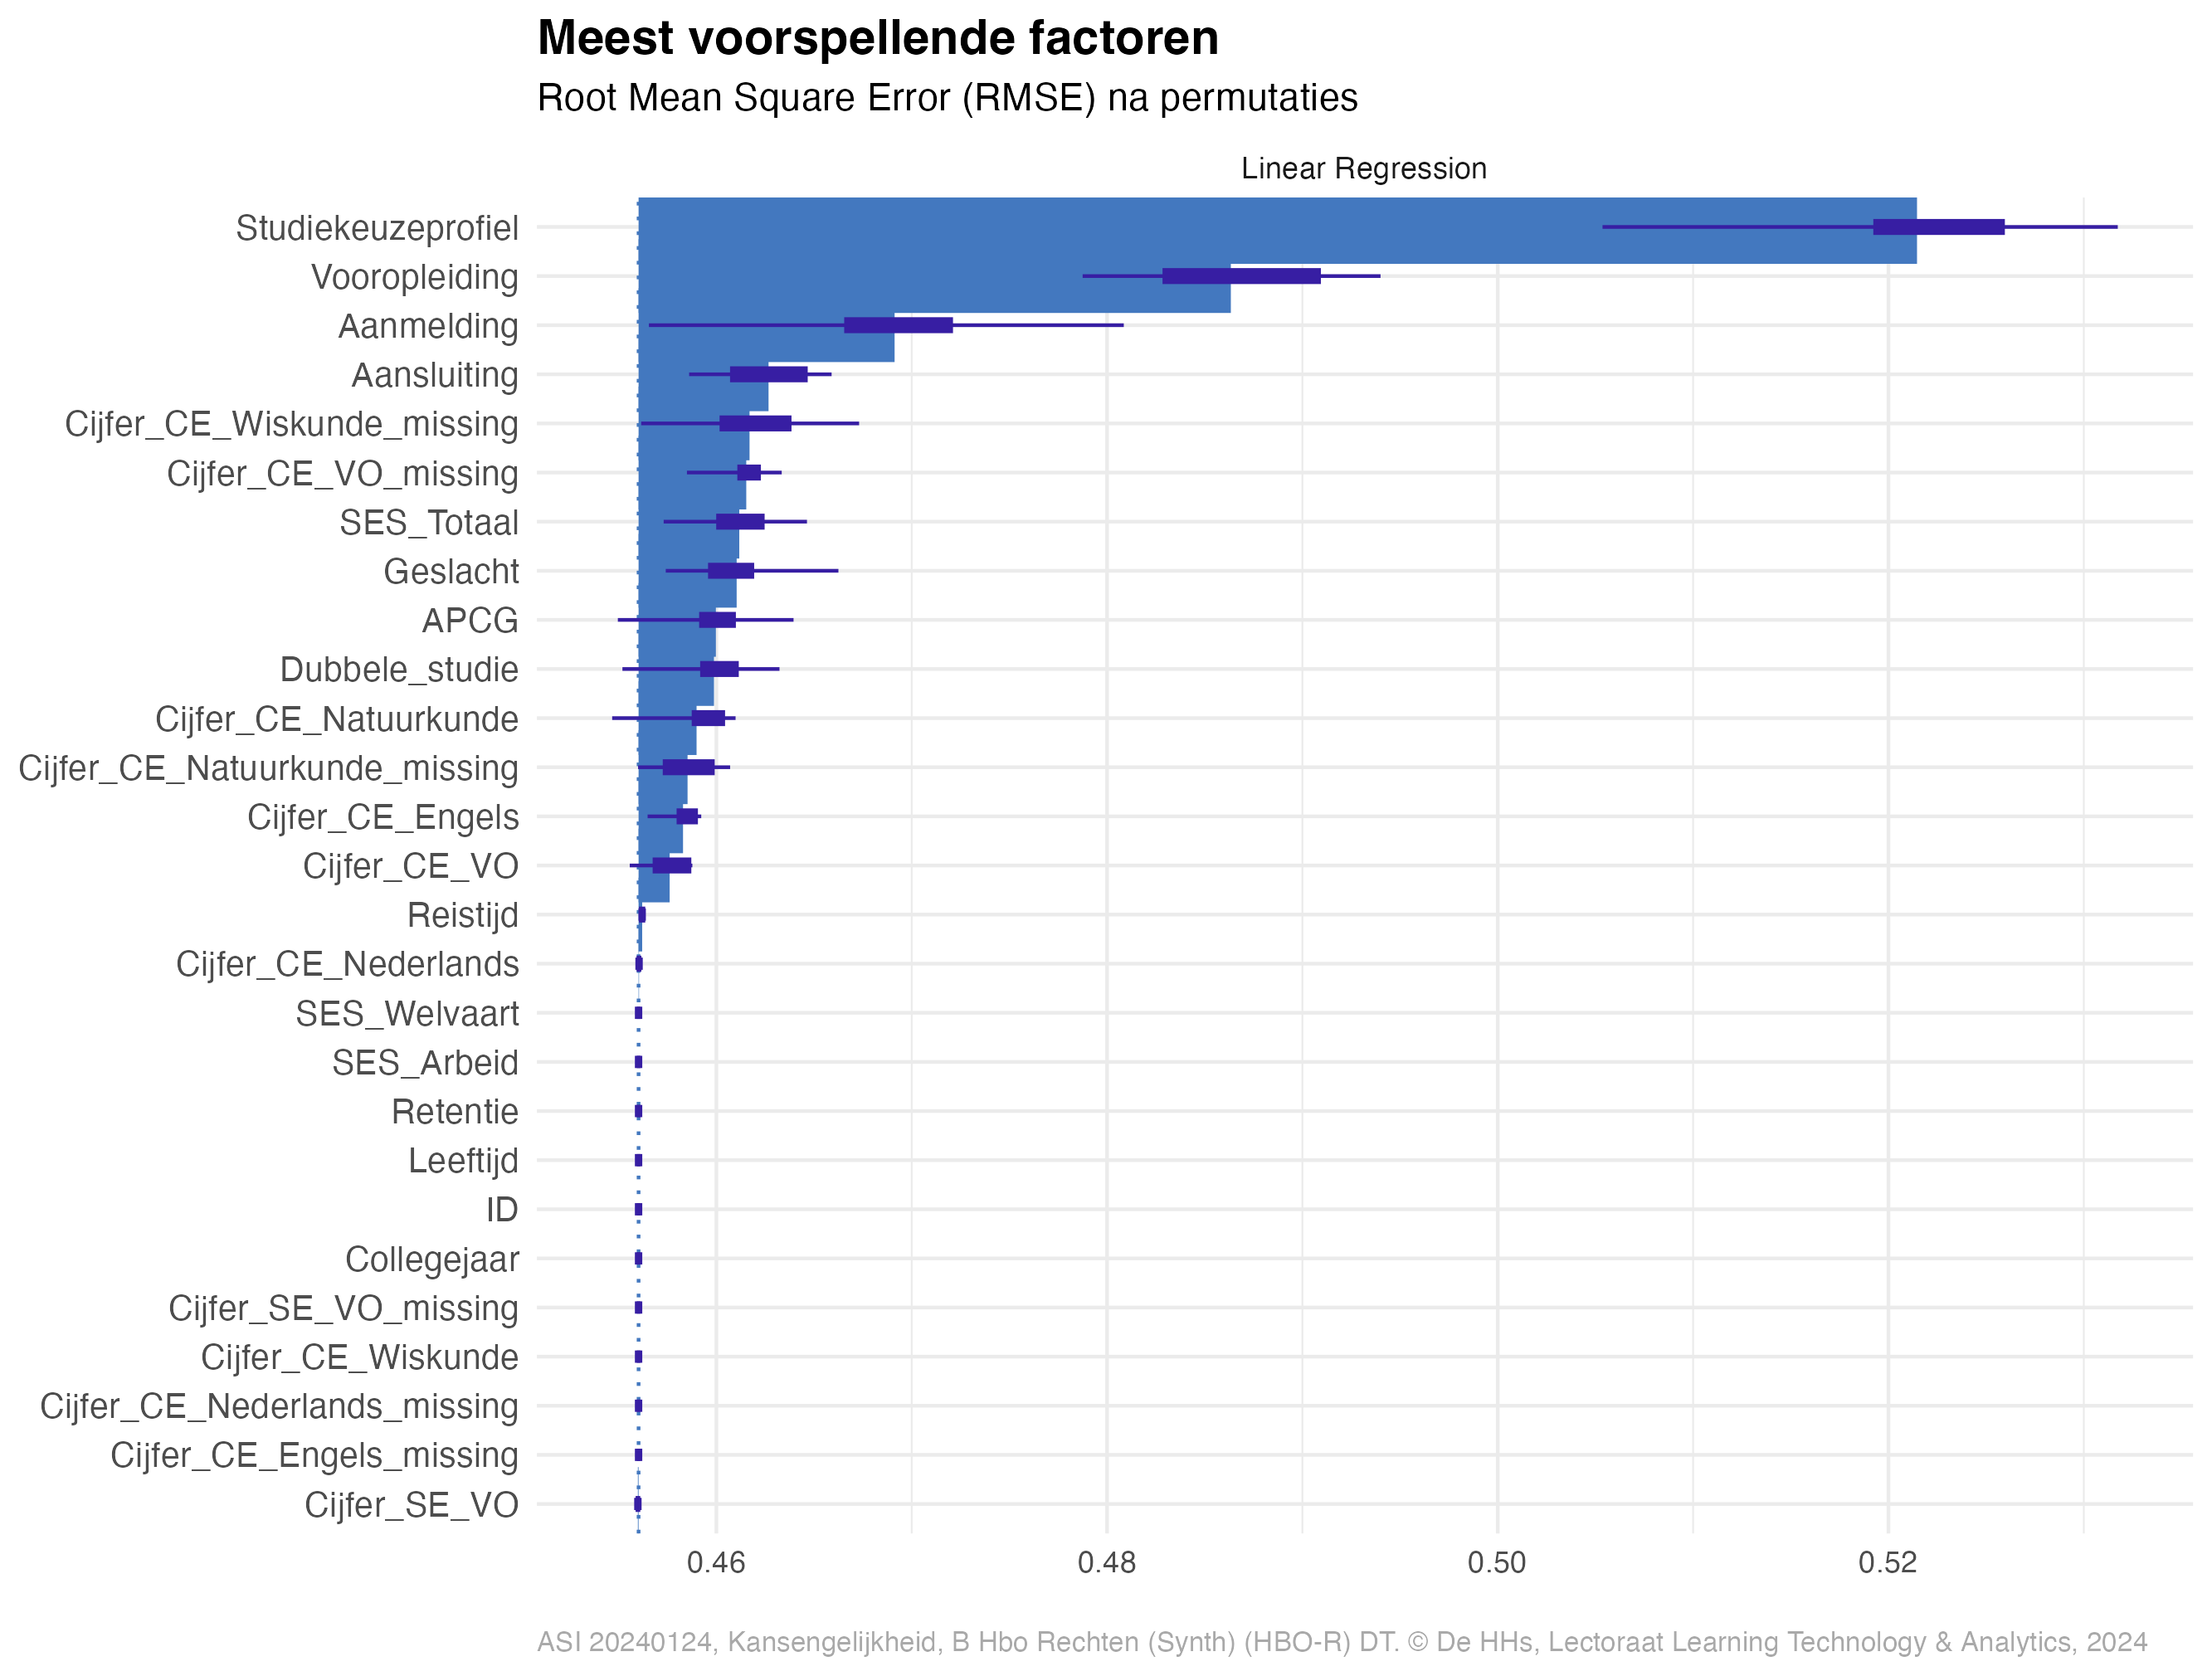 Meest voorspellende factoren
Root Mean Square Error (RMSE) na permutaties
Linear Regression
Studiekeuzeprofiel
Vooropleiding
Aanmelding
Aansluiting
Cijfer_CE_Wiskunde_missing
Cijfer_CE_VO_missing
SES_Totaal
Geslacht
APCG
Dubbele_studie
Cijfer_CE_Natuurkunde
Cijfer_CE_Natuurkunde_missing
Cijfer_CE_Engels
Cijfer_CE_VO
Reistijd
Cijfer_CE_Nederlands
SES_Welvaart
SES_Arbeid
Retentie
Leeftijd
ID
Collegejaar
Cijfer_SE_VO_missing
Cijfer_CE_Wiskunde
Cijfer_CE_Nederlands_missing
Cijfer_CE_Engels_missing
Cijfer_SE_VO
0.46 0.48 0.50 0.52
ASI 20240124, Kansengelijkheid, B Hbo Rechten (Synth) (HBO-R) DT. © De HHs, Lectoraat Learning Technology & Analytics, 2024